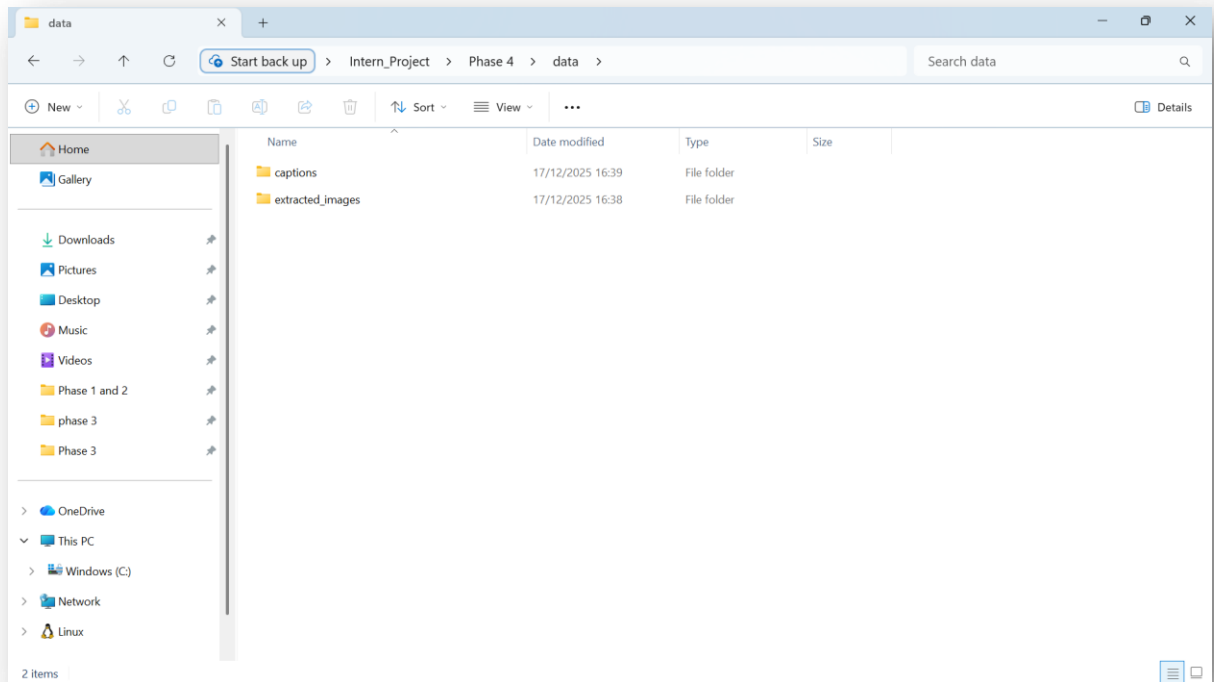 data
Start back up > Intern_Project > Phase 4 > data >
Search data
New
Sort
View
Details
Home
Gallery
Downloads
Pictures
Desktop
Music
Videos
Phase 1 and 2
phase 3
Phase 3
OneDrive
This PC
Windows (C:)
Network
Linux
Name Date modified Type Size
captions 17/12/2025 16:39 File folder
extracted_images 17/12/2025 16:38 File folder
2 items